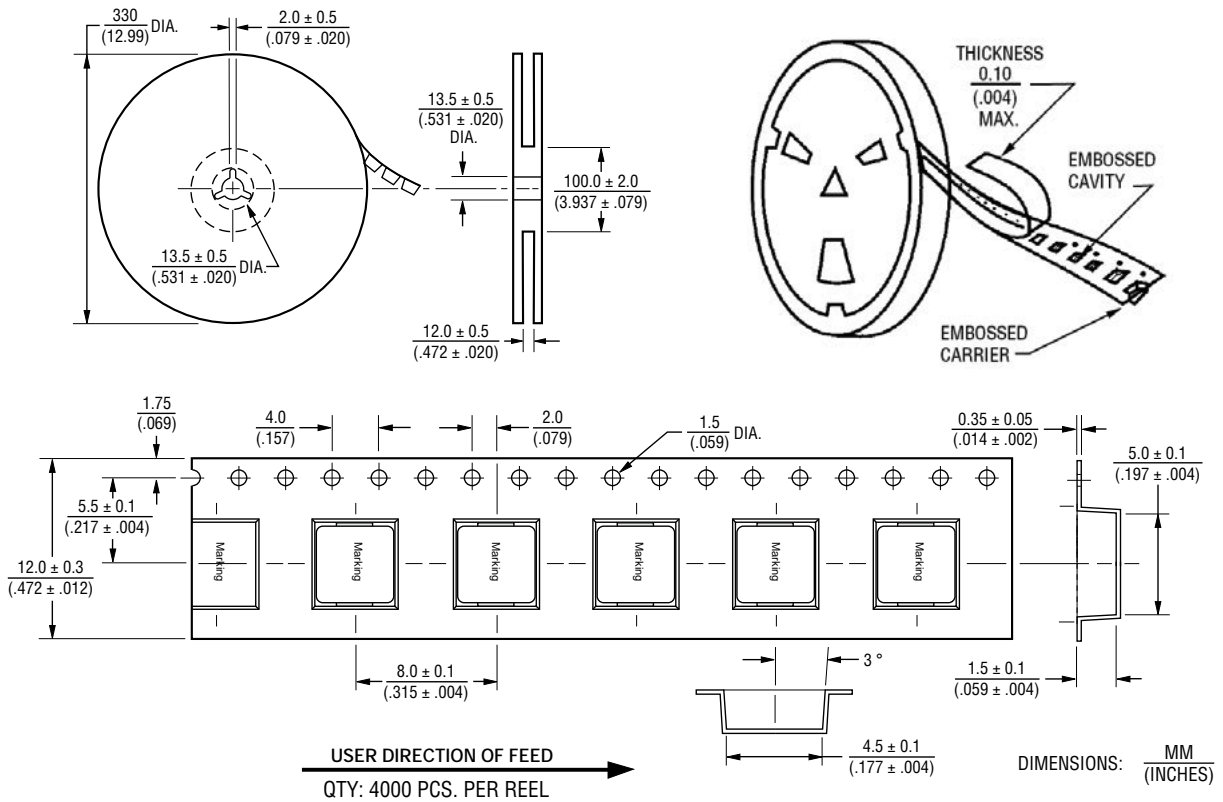 330
(12.99)
DIA.
2.0 ± 0.5
(.079 ± .020)
13.5 ± 0.5
(.531 ± .020)
DIA.
100.0 ± 2.0
(3.937 ± .079)
13.5 ± 0.5
(.531 ± .020)
DIA.
12.0 ± 0.5
(.472 ± .020)
THICKNESS
0.10
(.004)
MAX.
EMBOSSED
CAVITY
EMBOSSED
CARRIER
1.75
(.069)
4.0
(.157)
2.0
(.079)
1.5
(.059)
DIA.
0.35 ± 0.05
(.014 ± .002)
5.0 ± 0.1
(.197 ± .004)
5.5 ± 0.1
(.217 ± .004)
12.0 ± 0.3
(.472 ± .012)
Marking
Marking
Marking
Marking
Marking
Marking
8.0 ± 0.1
(.315 ± .004)
3 °
1.5 ± 0.1
(.059 ± .004)
4.5 ± 0.1
(.177 ± .004)
USER DIRECTION OF FEED
QTY: 4000 PCS. PER REEL
DIMENSIONS:
MM
(INCHES)